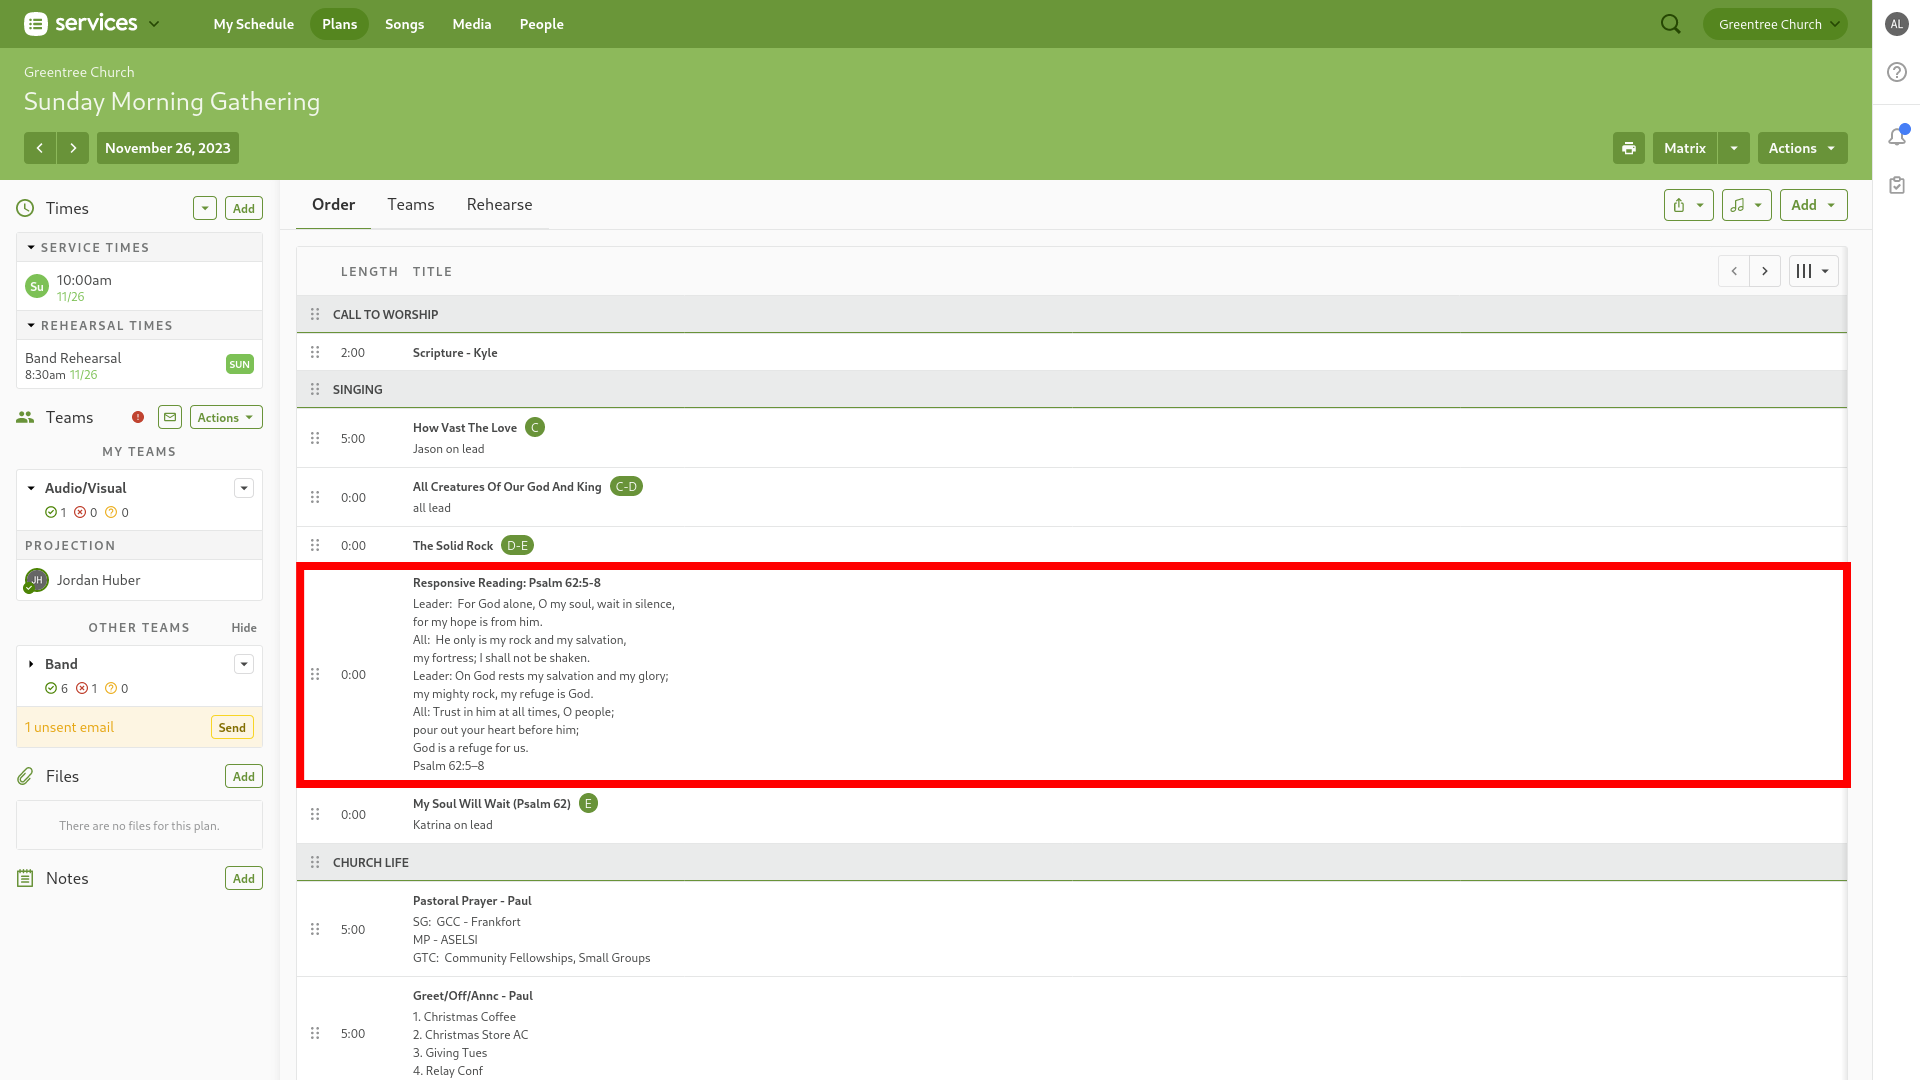 services
My Schedule
Plans
Songs
Media
People
Greentree Church
AL
Greentree Church
Sunday Morning Gathering
November 26, 2023
Matrix
Actions
Times
Add
SERVICE TIMES
Su
10:00am
11/26
REHEARSAL TIMES
Band Rehearsal
8:30am 11/26
SUN
Teams
Actions
MY TEAMS
Audio/Visual
1 0 0
PROJECTION
JH
Jordan Huber
OTHER TEAMS
Hide
Band
6 1 0
1 unsent email
Send
Files
Add
There are no files for this plan.
Notes
Add
Order
Teams
Rehearse
Add
LENGTH TITLE
CALL TO WORSHIP
2:00
Scripture - Kyle
SINGING
5:00
How Vast The Love C
Jason on lead
0:00
All Creatures Of Our God And King C-D
all lead
0:00
The Solid Rock D-E
0:00
Responsive Reading: Psalm 62:5-8
Leader:  For God alone, O my soul, wait in silence,
for my hope is from him.
All:  He only is my rock and my salvation,
my fortress; I shall not be shaken.
Leader: On God rests my salvation and my glory;
my mighty rock, my refuge is God.
All: Trust in him at all times, O people;
pour out your heart before him;
God is a refuge for us.
Psalm 62:5–8
0:00
My Soul Will Wait (Psalm 62) E
Katrina on lead
CHURCH LIFE
5:00
Pastoral Prayer - Paul
SG:  GCC - Frankfort
MP - ASELSI
GTC:  Community Fellowships, Small Groups
5:00
Greet/Off/Annc - Paul
1. Christmas Coffee
2. Christmas Store AC
3. Giving Tues
4. Relay Conf